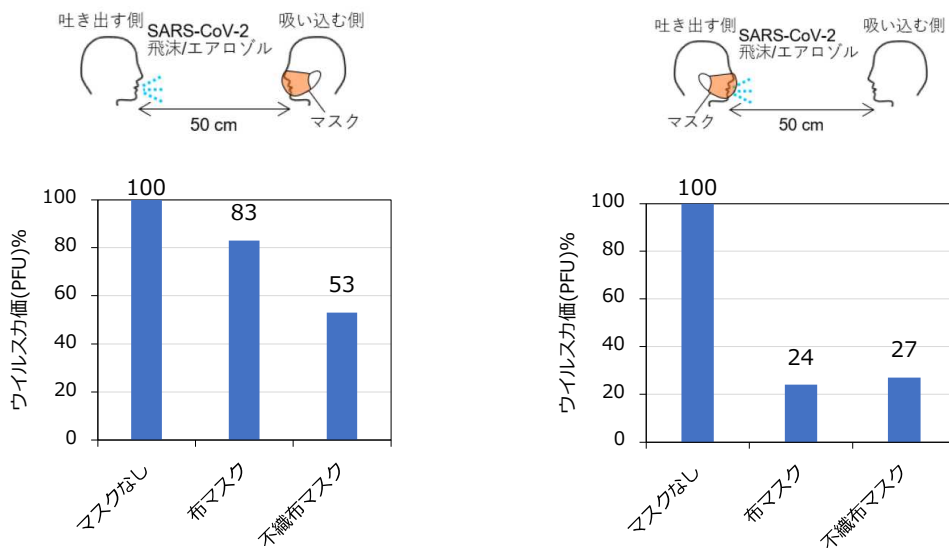 吐き出す側
SARS-CoV-2
飛沫/エアロゾル
吸い込む側
マスク
50 cm
ウイルス力価(PFU)%
100
80
60
40
20
0
100
83
53
マスクなし
布マスク
不織布マスク
吐き出す側
SARS-CoV-2
飛沫/エアロゾル
吸い込む側
マスク
50 cm
ウイルス力価(PFU)%
100
80
60
40
20
0
100
24
27
マスクなし
布マスク
不織布マスク